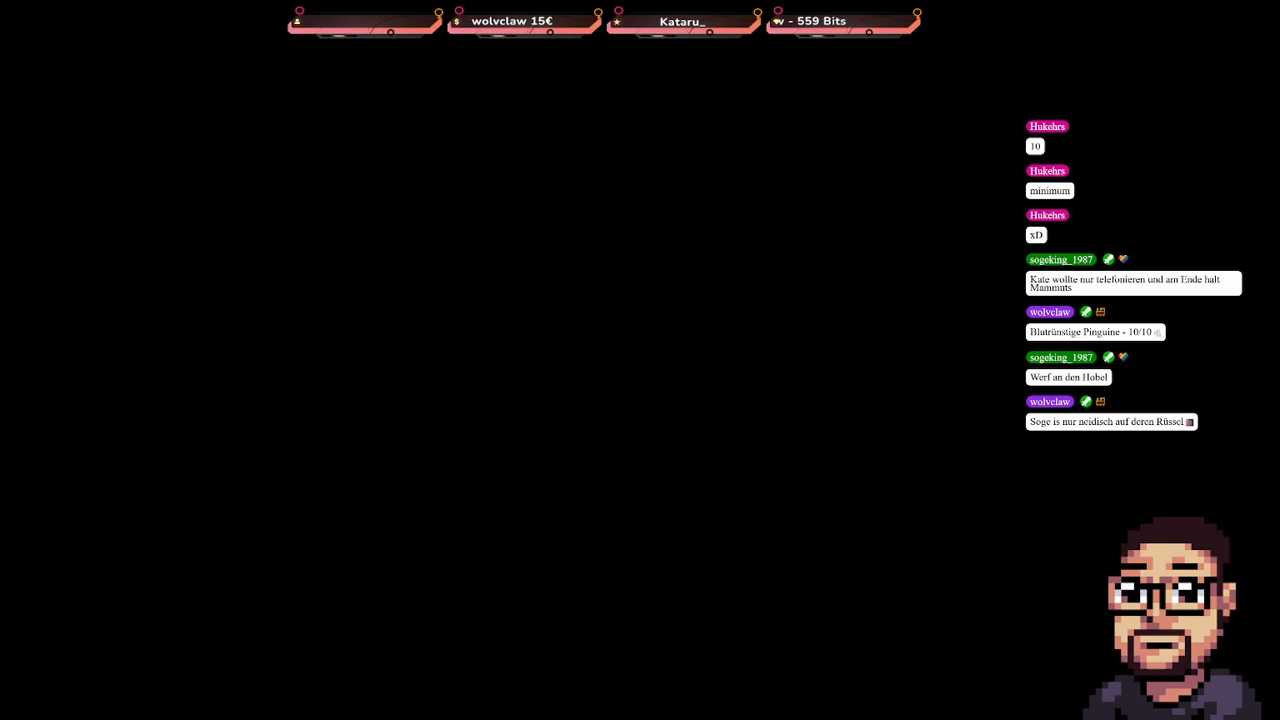 wolvclaw 15€
Kataru_
w - 559 Bits
Hukehrs
10
Hukehrs
minimum
Hukehrs
xD
sogeking_1987
Kate wollte nur telefonieren und am Ende halt
Mammuts
wolvclaw
Blutrünstige Pinguine - 10/10
sogeking_1987
Werf an den Hobel
wolvclaw
Soge is nur neidisch auf deren Rüssel